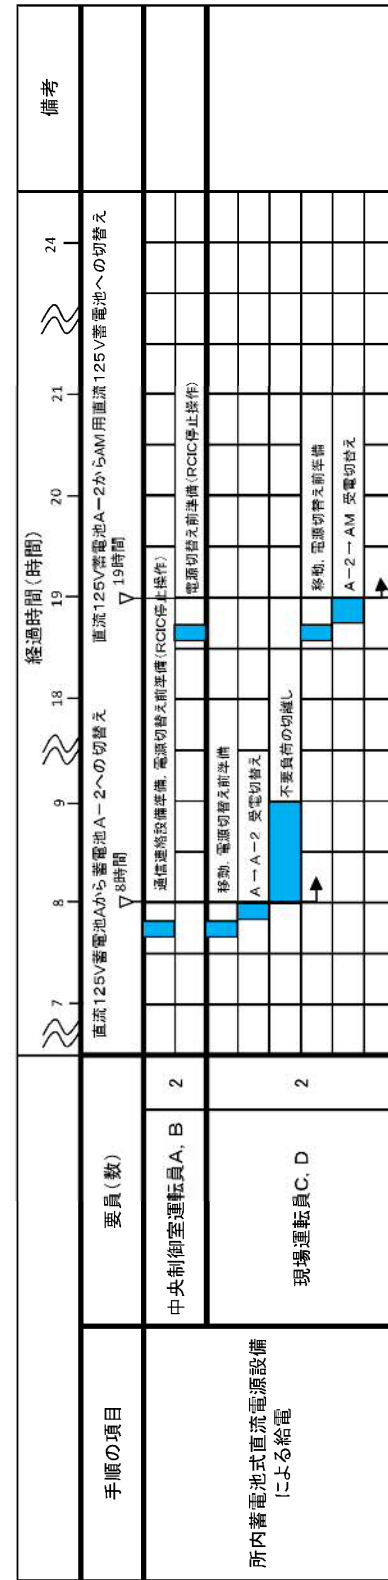 経過時間(時間)
備考
7 8 9 18 19 20 21 24
手順の項目
要員(数)
直流125V蓄電池Aから蓄電池A-2への切替え
▽8時間
直流125V蓄電池A-2からAM用直流125V蓄電池への切替え
▽19時間
所内蓄電池式直流電源設備
による給電
中央制御室運転員A, B
2
通信連絡設備準備, 電源切替え前準備(RCIC停止操作)
電源切替え前準備(RCIC停止操作)
現場運転員C, D
2
移動, 電源切替え前準備
A→A-2 受電切替え
不要負荷の切離し
移動, 電源切替え前準備
A-2→AM 受電切替え